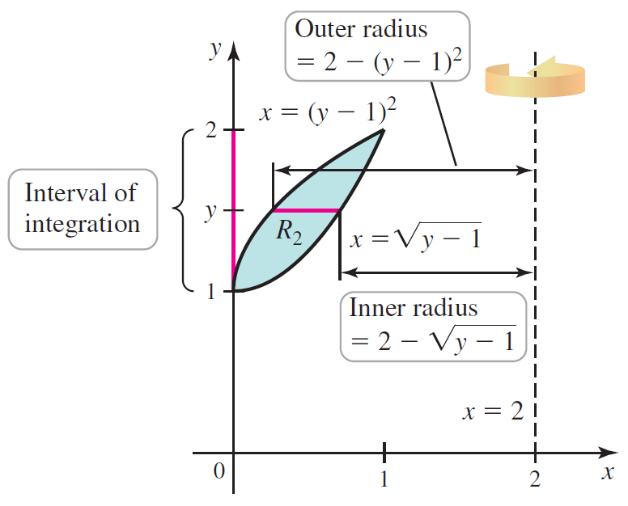 Outer radius
= 2 − (y − 1)²
y
x = (y − 1)²
2
Interval of
integration
y
R₂
x = √(y − 1)
1
Inner radius
= 2 − √(y − 1)
x = 2
0
1
2
x